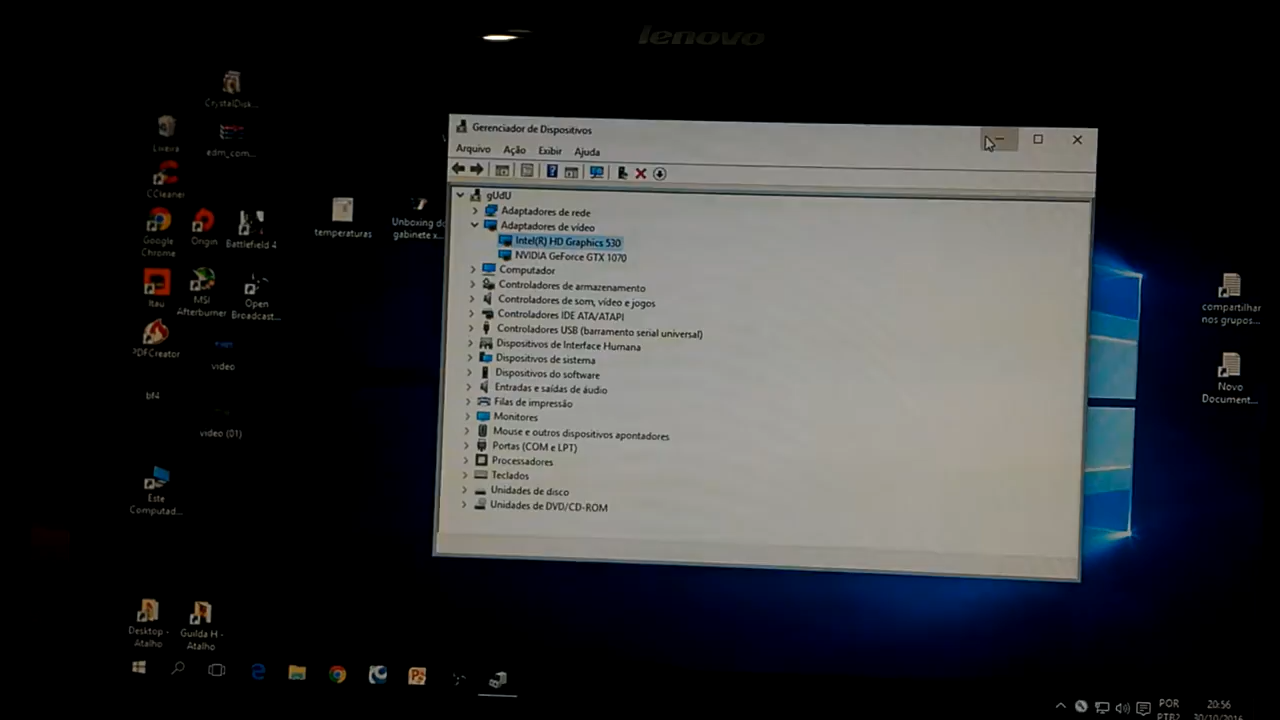 lenovo
CrystalDisk...
Lixeira
edm_com...
CCleaner
Google
Chrome
Origin
Battlefield 4
temperaturas
Unboxing do
gabinete x...
Itau
MSI
Afterburner
Open
Broadcast...
PDFCreator
video
bf4
video (01)
Este
Computad...
Desktop -
Atalho
Guilda H -
Atalho
Gerenciador de Dispositivos
Arquivo Ação Exibir Ajuda
gUdU
Adaptadores de rede
Adaptadores de vídeo
Intel(R) HD Graphics 530
NVIDIA GeForce GTX 1070
Computador
Controladores de armazenamento
Controladores de som, vídeo e jogos
Controladores IDE ATA/ATAPI
Controladores USB (barramento serial universal)
Dispositivos de Interface Humana
Dispositivos de sistema
Dispositivos do software
Entradas e saídas de áudio
Filas de impressão
Monitores
Mouse e outros dispositivos apontadores
Portas (COM e LPT)
Processadores
Teclados
Unidades de disco
Unidades de DVD/CD-ROM
compartilhar
nos grupos...
Novo
Document...
POR
PTB2
20:56
30/10/2016